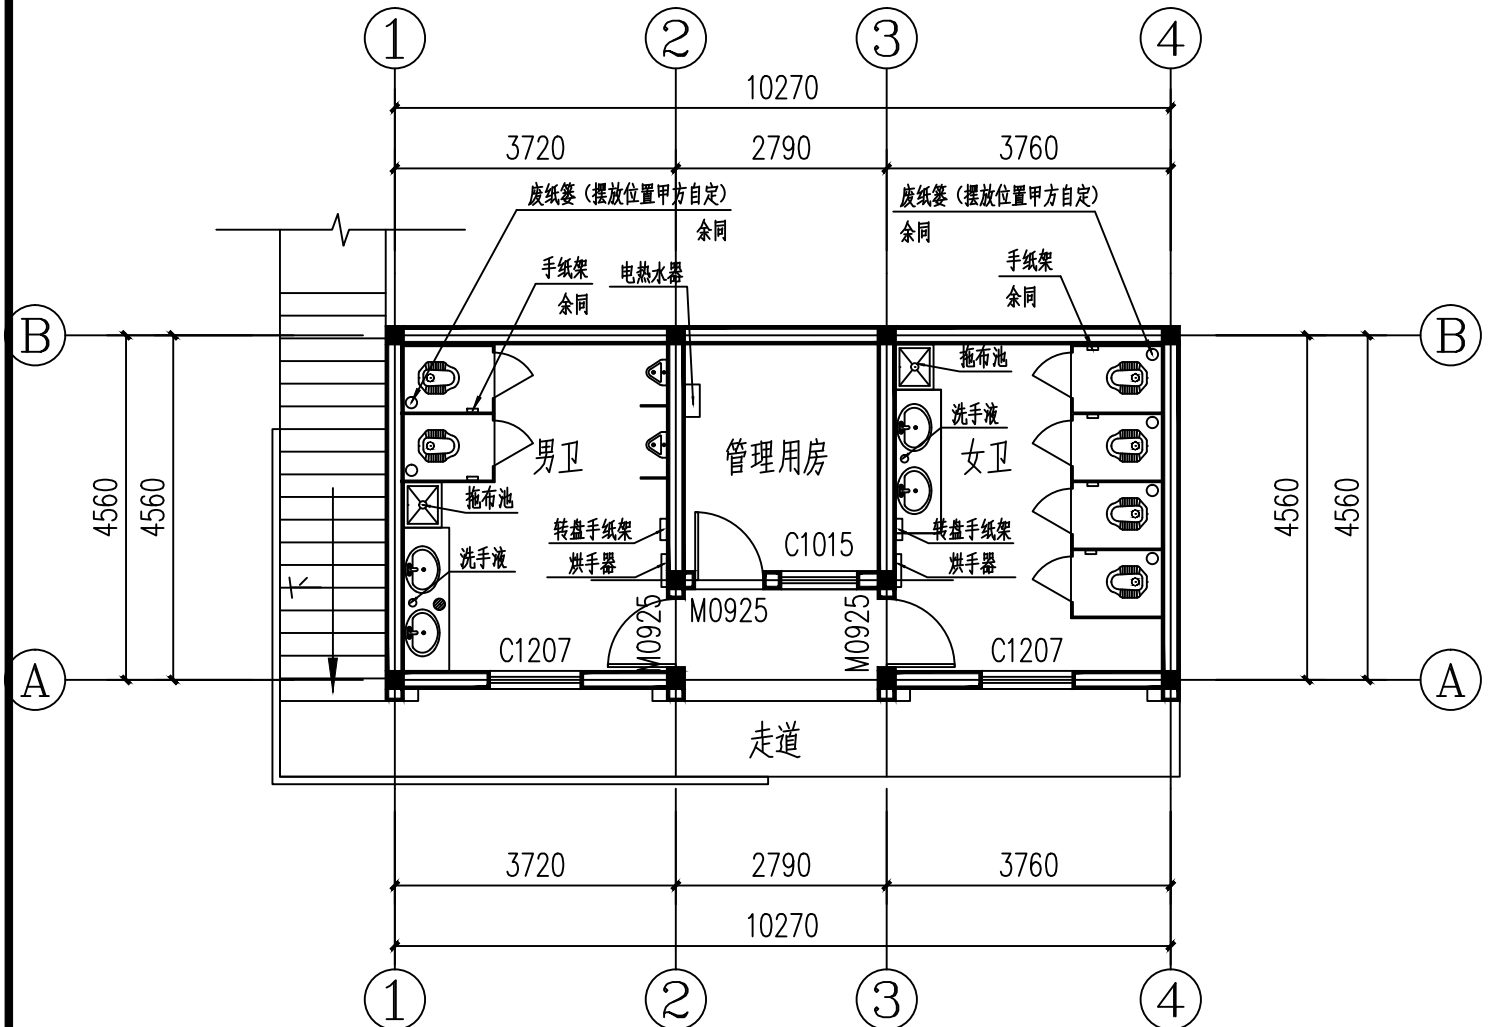 1 2 3 4
10270
3720 2790 3760
废纸篓（摆放位置甲方自定）
余同
废纸篓（摆放位置甲方自定）
余同
手纸架
余同
电热水器
手纸架
余同
B B
拖布池
洗手液
男卫
管理用房
女卫
4560 4560
4560 4560
拖布池
转盘手纸架
转盘手纸架
C1015
洗手液
烘手器
烘手器
M0925
M0925
M0925
C1207
C1207
A A
走道
3720 2790 3760
10270
1 2 3 4